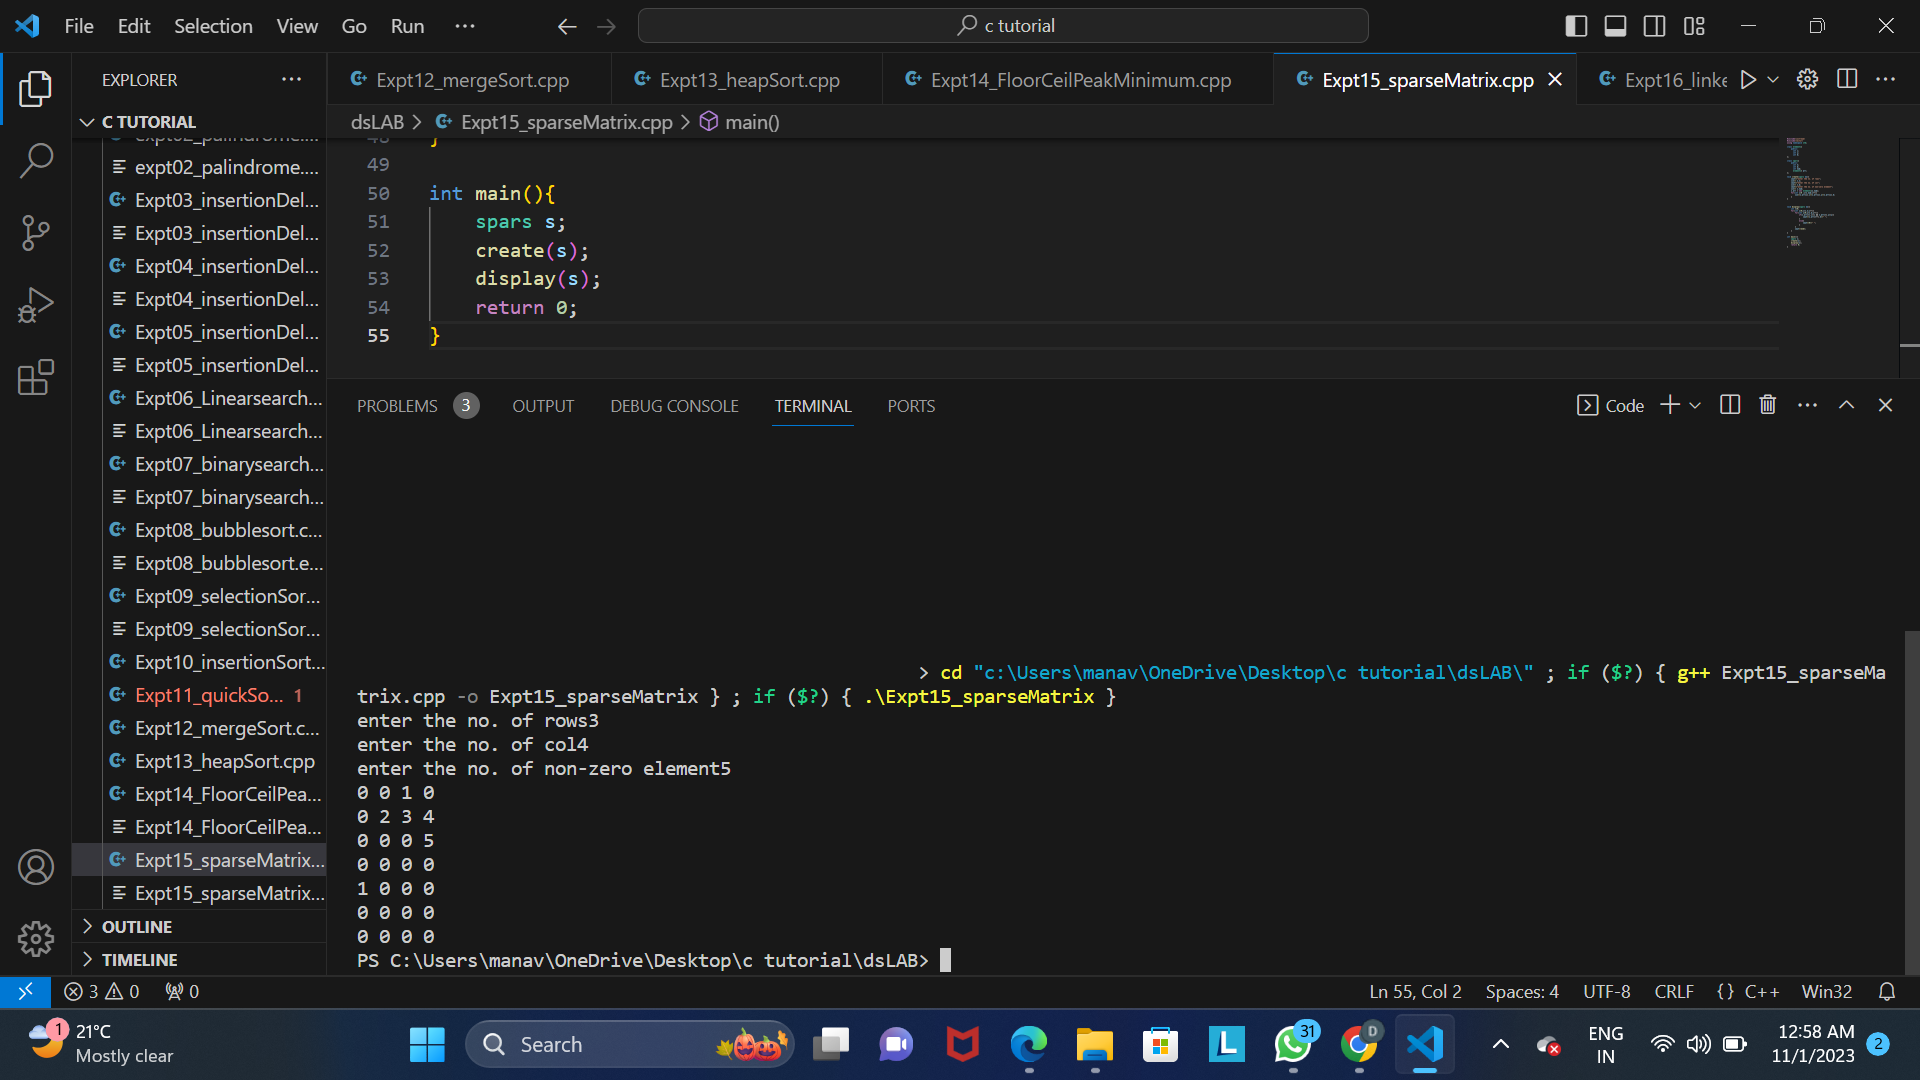 File Edit Selection View Go Run ··· c tutorial
EXPLORER ···
Expt12_mergeSort.cpp Expt13_heapSort.cpp Expt14_FloorCeilPeakMinimum.cpp Expt15_sparseMatrix.cpp Expt16_linke
C TUTORIAL
expt02_palindrome....
Expt03_insertionDel...
Expt03_insertionDel...
Expt04_insertionDel...
Expt04_insertionDel...
Expt05_insertionDel...
Expt05_insertionDel...
Expt06_Linearsearch...
Expt06_Linearsearch...
Expt07_binarysearch...
Expt07_binarysearch...
Expt08_bubblesort.c...
Expt08_bubblesort.e...
Expt09_selectionSor...
Expt09_selectionSor...
Expt10_insertionSort...
Expt11_quickSo... 1
Expt12_mergeSort.c...
Expt13_heapSort.cpp
Expt14_FloorCeilPea...
Expt14_FloorCeilPea...
Expt15_sparseMatrix...
Expt15_sparseMatrix...
OUTLINE
TIMELINE
dsLAB > Expt15_sparseMatrix.cpp > main()
48 }
49
50 int main(){
51 spars s;
52 create(s);
53 display(s);
54 return 0;
55 }
PROBLEMS 3 OUTPUT DEBUG CONSOLE TERMINAL PORTS Code
> cd "c:\Users\manav\OneDrive\Desktop\c tutorial\dsLAB\" ; if ($?) { g++ Expt15_sparseMa
trix.cpp -o Expt15_sparseMatrix } ; if ($?) { .\Expt15_sparseMatrix }
enter the no. of rows3
enter the no. of col4
enter the no. of non-zero element5
0 0 1 0
0 2 3 4
0 0 0 5
0 0 0 0
1 0 0 0
0 0 0 0
0 0 0 0
PS C:\Users\manav\OneDrive\Desktop\c tutorial\dsLAB>
3 0 0 Ln 55, Col 2 Spaces: 4 UTF-8 CRLF {} C++ Win32
1 21°C
Mostly clear
Search
31
D
ENG
IN
12:58 AM
11/1/2023
2